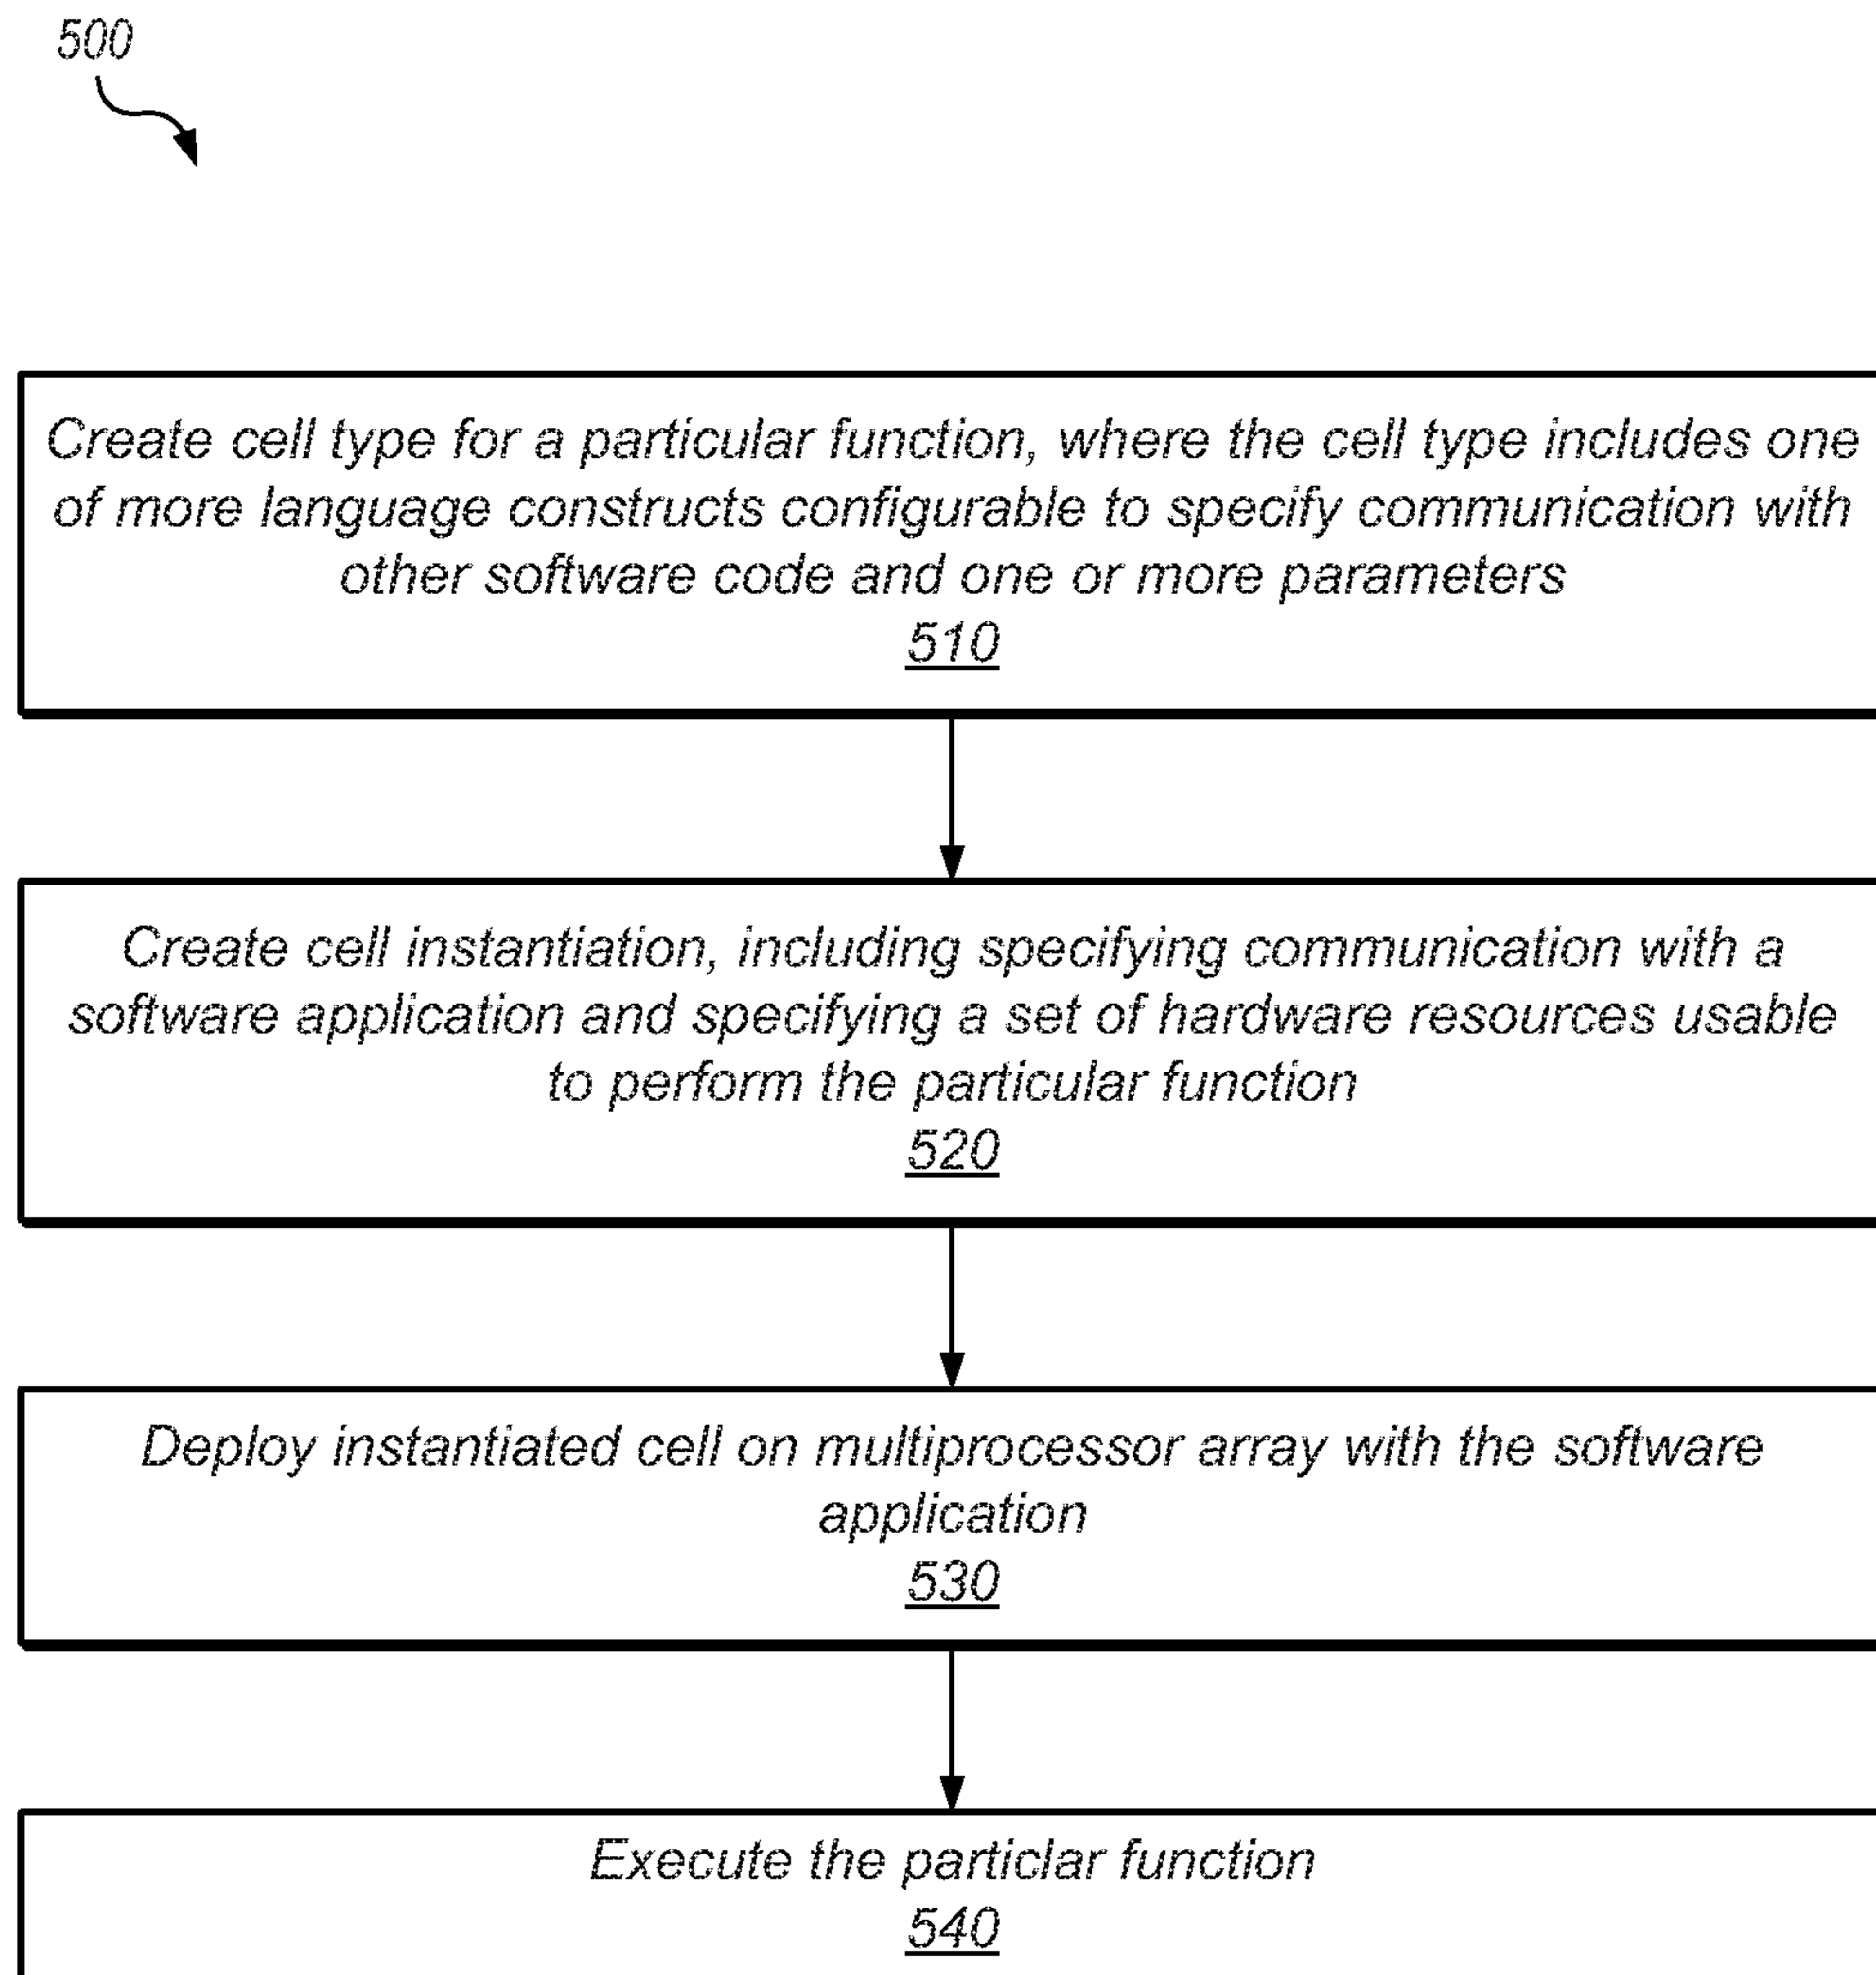 500
Create cell type for a particular function, where the cell type includes one
of more language constructs configurable to specify communication with
other software code and one or more parameters
510
Create cell instantiation, including specifying communication with a
software application and specifying a set of hardware resources usable
to perform the particular function
520
Deploy instantiated cell on multiprocessor array with the software
application
530
Execute the particlar function
540